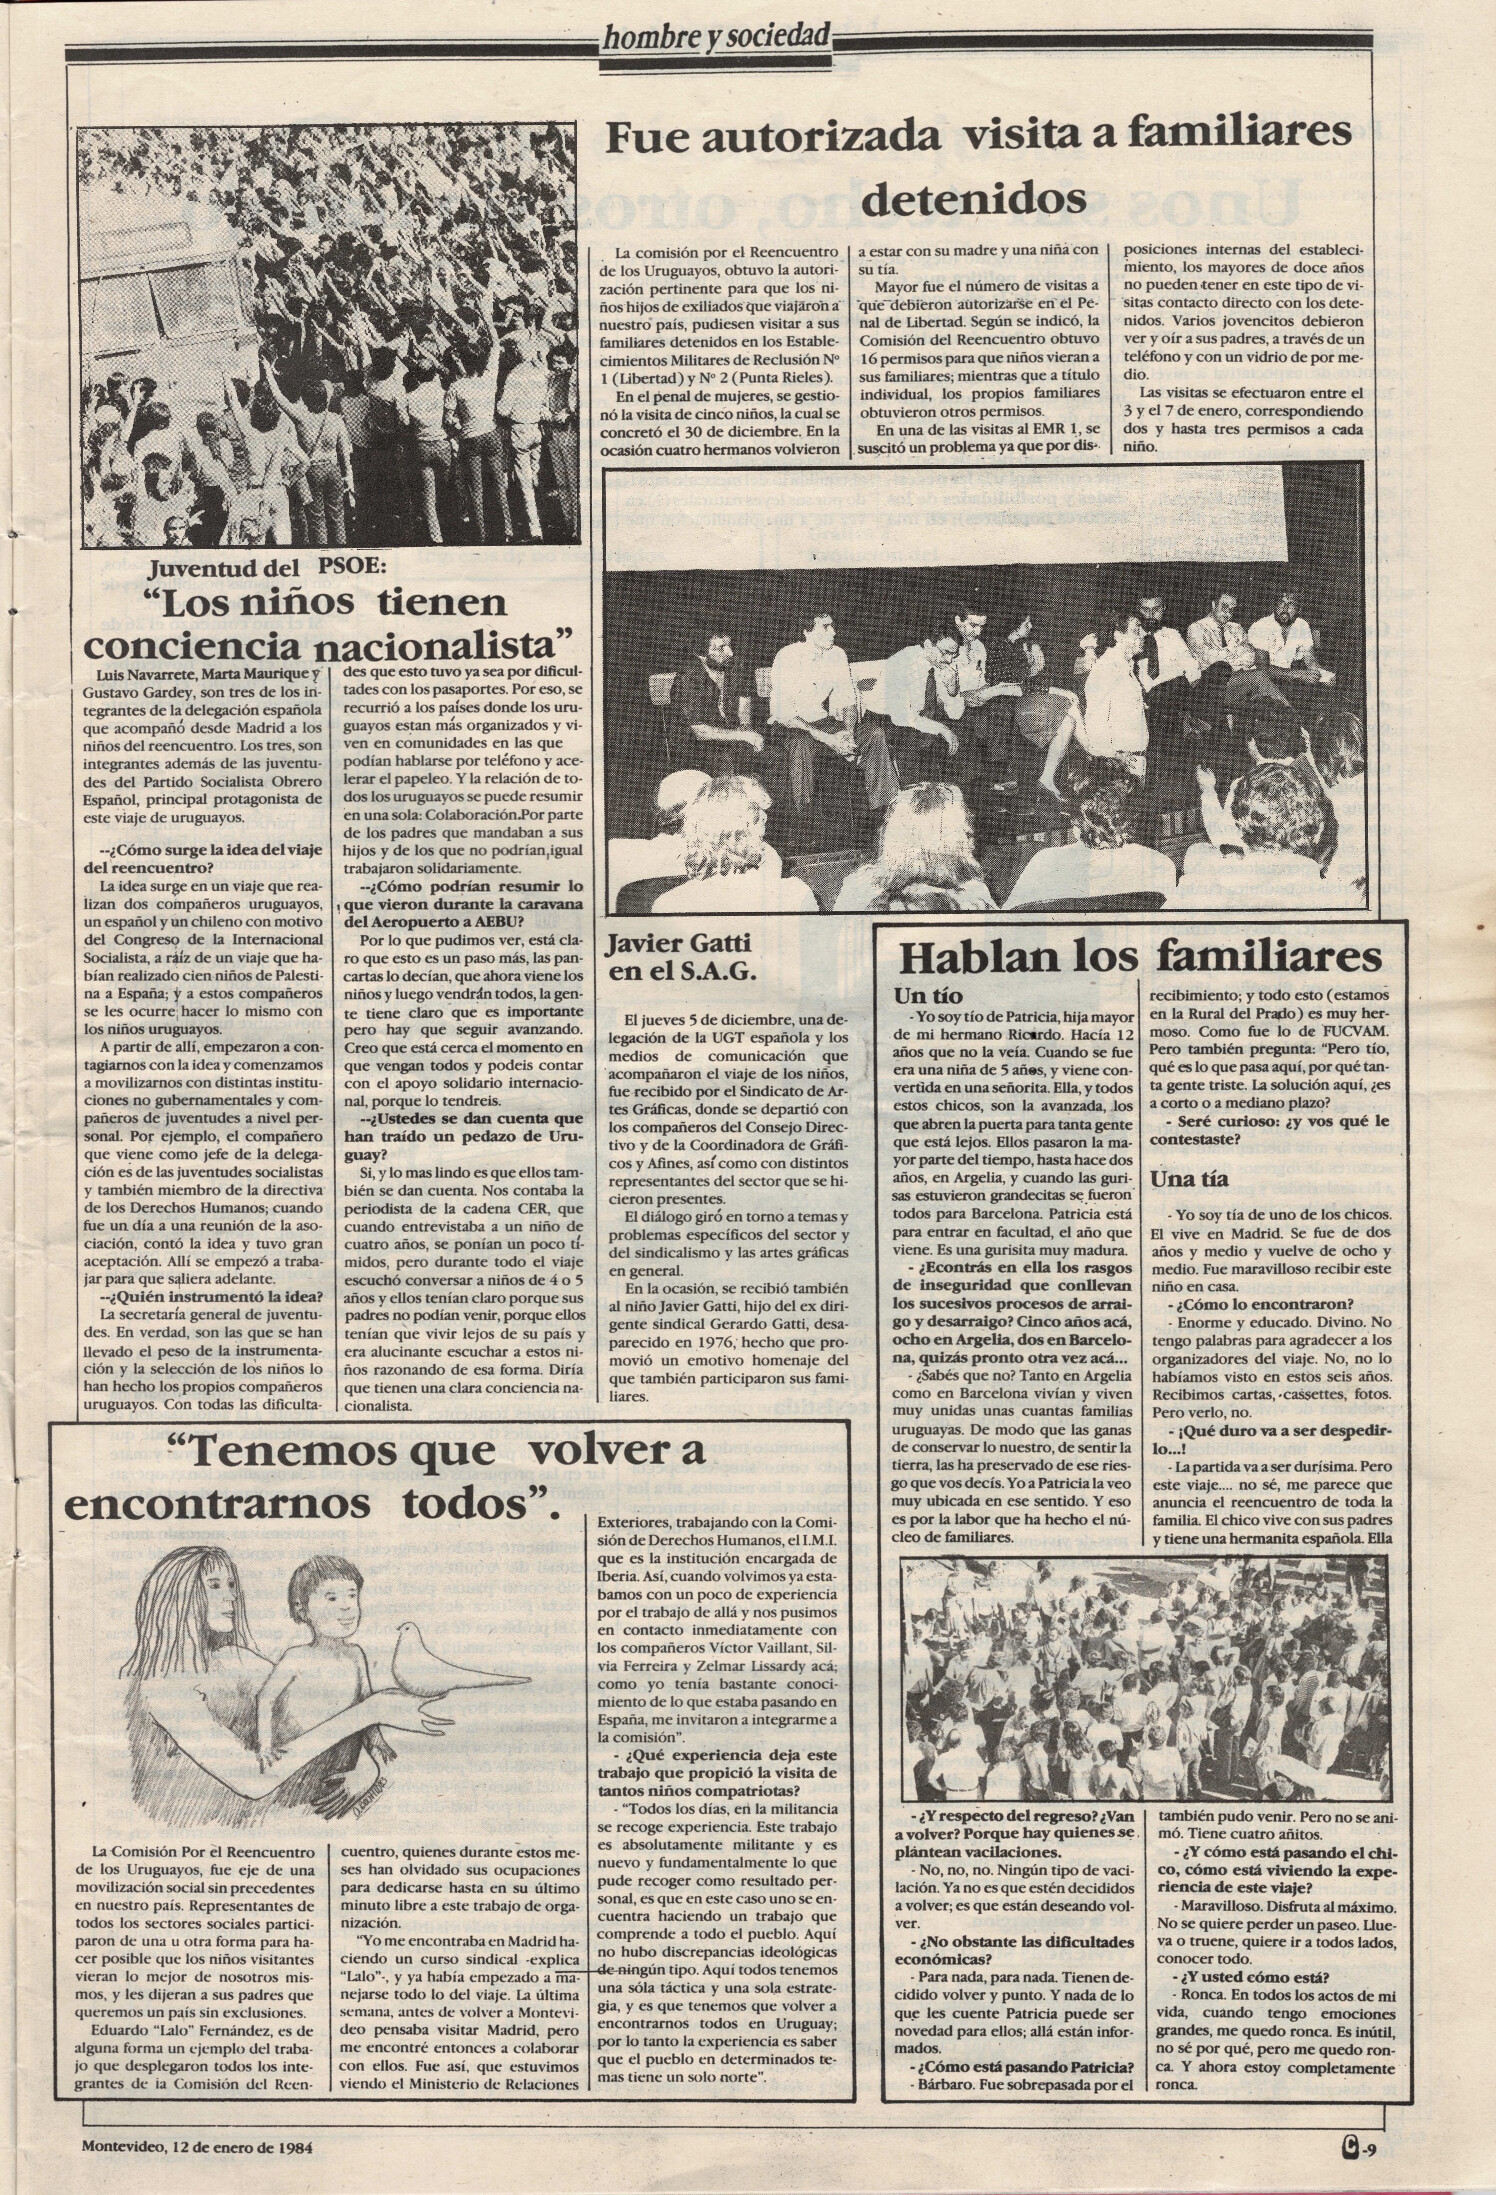 hombre y sociedad
Fue autorizada visita a familiares
detenidos
La comisión por el Reencuentro
de los Uruguayos, obtuvo la autori-
zación pertinente para que los ni-
ños hijos de exiliados que viajaron a
nuestro país, pudiesen visitar a sus
familiares detenidos en los Estable-
cimientos Militares de Reclusión Nº
1 (Libertad) y Nº 2 (Punta Rieles).
En el penal de mujeres, se gestio-
nó la visita de cinco niños, la cual se
concretó el 30 de diciembre. En la
ocasión cuatro hermanos volvieron
a estar con su madre y una niña con
su tía.
Mayor fue el número de visitas a
que debieron autorizarse en el Pe-
nal de Libertad. Según se indicó, la
Comisión del Reencuentro obtuvo
16 permisos para que niños vieran a
sus familiares; mientras que a título
individual, los propios familiares
obtuvieron otros permisos.
En una de las visitas al EMR 1, se
suscitó un problema ya que por dis-
posiciones internas del estableci-
miento, los mayores de doce años
no pueden tener en este tipo de vi-
sitas contacto directo con los dete-
nidos. Varios jovencitos debieron
ver y oír a sus padres, a través de un
teléfono y con un vidrio de por me-
dio.
Las visitas se efectuaron entre el
3 y el 7 de enero, correspondiendo
dos y hasta tres permisos a cada
niño.
Juventud del PSOE:
“Los niños tienen
conciencia nacionalista”
Luis Navarrete, Marta Maurique y
Gustavo Gardey, son tres de los in-
tegrantes de la delegación española
que acompañó desde Madrid a los
niños del reencuentro. Los tres, son
integrantes además de las juventu-
des del Partido Socialista Obrero
Español, principal protagonista de
este viaje de uruguayos.
--¿Cómo surge la idea del viaje
del reencuentro?
La idea surge en un viaje que rea-
lizan dos compañeros uruguayos,
un español y un chileno con motivo
del Congreso de la Internacional
Socialista, a raíz de un viaje que ha-
bían realizado cien niños de Palesti-
na a España; y a estos compañeros
se les ocurre hacer lo mismo con
los niños uruguayos.
A partir de allí, empezaron a con-
tagiarnos con la idea y comenzamos
a movilizarnos con distintas institu-
ciones no gubernamentales y com-
pañeros de juventudes a nivel per-
sonal. Por ejemplo, el compañero
que viene como jefe de la delega-
ción es de las juventudes socialistas
y también miembro de la directiva
de los Derechos Humanos; cuando
fue un día a una reunión de la aso-
ciación, contó la idea y tuvo gran
aceptación. Allí se empezó a traba-
jar para que saliera adelante.
--¿Quién instrumentó la idea?
La secretaría general de juventu-
des. En verdad, son las que se han
llevado el peso de la instrumenta-
ción y la selección de los niños lo
han hecho los propios compañeros
uruguayos. Con todas las dificulta-
des que esto tuvo ya sea por dificul-
tades con los pasaportes. Por eso, se
recurrió a los países donde los uru-
guayos estan más organizados y vi-
ven en comunidades en las que
podían hablarse por teléfono y ace-
lerar el papeleo. Y la relación de to-
dos los uruguayos se puede resumir
en una sola: Colaboración.Por parte
de los padres que mandaban a sus
hijos y de los que no podrían,igual
trabajaron solidariamente.
--¿Cómo podrían resumir lo
que vieron durante la caravana
del Aeropuerto a AEBU?
Por lo que pudimos ver, está cla-
ro que esto es un paso más, las pan-
cartas lo decían, que ahora viene los
niños y luego vendrán todos, la gen-
te tiene claro que es importante
pero hay que seguir avanzando.
Creo que está cerca el momento en
que vengan todos y podeis contar
con el apoyo solidario internacio-
nal, porque lo tendreis.
--¿Ustedes se dan cuenta que
han traído un pedazo de Uru-
guay?
Si, y lo mas lindo es que ellos tam-
bién se dan cuenta. Nos contaba la
periodista de la cadena CER, que
cuando entrevistaba a un niño de
cuatro años, se ponían un poco tí-
midos, pero durante todo el viaje
escuchó conversar a niños de 4 o 5
años y ellos tenían claro porque sus
padres no podían venir, porque ellos
tenían que vivir lejos de su país y
era alucinante escuchar a estos ni-
ños razonando de esa forma. Diría
que tienen una clara conciencia na-
cionalista.
Javier Gatti
en el S.A.G.
El jueves 5 de diciembre, una de-
legación de la UGT española y los
medios de comunicación que
acompañaron el viaje de los niños,
fue recibido por el Sindicato de Ar-
tes Gráficas, donde se departió con
los compañeros del Consejo Direc-
tivo y de la Coordinadora de Gráfi-
cos y Afines, así como con distintos
representantes del sector que se hi-
cieron presentes.
El diálogo giró en torno a temas y
problemas específicos del sector y
del sindicalismo y las artes gráficas
en general.
En la ocasión, se recibió también
al niño Javier Gatti, hijo del ex diri-
gente sindical Gerardo Gatti, desa-
parecido en 1976, hecho que pro-
movió un emotivo homenaje del
que también participaron sus fami-
liares.
Hablan los familiares
Un tío
- Yo soy tío de Patricia, hija mayor
de mi hermano Ricardo. Hacía 12
años que no la veía. Cuando se fue
era una niña de 5 años, y viene con-
vertida en una señorita. Ella, y todos
estos chicos, son la avanzada, los
que abren la puerta para tanta gente
que está lejos. Ellos pasaron la ma-
yor parte del tiempo, hasta hace dos
años, en Argelia, y cuando las guri-
sas estuvieron grandecitas se fueron
todos para Barcelona. Patricia está
para entrar en facultad, el año que
viene. Es una gurisita muy madura.
- ¿Econtrás en ella los rasgos
de inseguridad que conllevan
los sucesivos procesos de arrai-
go y desarraigo? Cinco años acá,
ocho en Argelia, dos en Barcelo-
na, quizás pronto otra vez acá...
- ¿Sabés que no? Tanto en Argelia
como en Barcelona vivían y viven
muy unidas unas cuantas familias
uruguayas. De modo que las ganas
de conservar lo nuestro, de sentir la
tierra, las ha preservado de ese ries-
go que vos decís. Yo a Patricia la veo
muy ubicada en ese sentido. Y eso
es por la labor que ha hecho el nú-
cleo de familiares.
- ¿Y respecto del regreso? ¿Van
a volver? Porque hay quienes se
plántean vacilaciones.
- No, no, no. Ningún tipo de vaci-
lación. Ya no es que estén decididos
a volver; es que están deseando vol-
ver.
- ¿No obstante las dificultades
económicas?
- Para nada, para nada. Tienen de-
cidido volver y punto. Y nada de lo
que les cuente Patricia puede ser
novedad para ellos; allá están infor-
mados.
- ¿Cómo está pasando Patricia?
- Bárbaro. Fue sobrepasada por el
recibimiento; y todo esto (estamos
en la Rural del Prado) es muy her-
moso. Como fue lo de FUCVAM.
Pero también pregunta: “Pero tío,
qué es lo que pasa aquí, por qué tan-
ta gente triste. La solución aquí, ¿es
a corto o a mediano plazo?
- Seré curioso: ¿y vos qué le
contestaste?
Una tía
- Yo soy tía de uno de los chicos.
El vive en Madrid. Se fue de dos
años y medio y vuelve de ocho y
medio. Fue maravilloso recibir este
niño en casa.
- ¿Cómo lo encontraron?
- Enorme y educado. Divino. No
tengo palabras para agradecer a los
organizadores del viaje. No, no lo
habíamos visto en estos seis años.
Recibimos cartas, cassettes, fotos.
Pero verlo, no.
- ¡Qué duro va a ser despedir-
lo...!
- La partida va a ser durísima. Pero
este viaje.... no sé, me parece que
anuncia el reencuentro de toda la
familia. El chico vive con sus padres
y tiene una hermanita española. Ella
también pudo venir. Pero no se ani-
mó. Tiene cuatro añitos.
- ¿Y cómo está pasando el chi-
co, cómo está viviendo la expe-
riencia de este viaje?
- Maravilloso. Disfruta al máximo.
No se quiere perder un paseo. Llue-
va o truene, quiere ir a todos lados,
conocer todo.
- ¿Y usted cómo está?
- Ronca. En todos los actos de mi
vida, cuando tengo emociones
grandes, me quedo ronca. Es inútil,
no sé por qué, pero me quedo ron-
ca. Y ahora estoy completamente
ronca.
“Tenemos que volver a
encontrarnos todos”.
La Comisión Por el Reencuentro
de los Uruguayos, fue eje de una
movilización social sin precedentes
en nuestro país. Representantes de
todos los sectores sociales partici-
paron de una u otra forma para ha-
cer posible que los niños visitantes
vieran lo mejor de nosotros mis-
mos, y les dijeran a sus padres que
queremos un país sin exclusiones.
Eduardo “Lalo” Fernández, es de
alguna forma un ejemplo del traba-
jo que desplegaron todos los inte-
grantes de la Comisión del Reen-
cuentro, quienes durante estos me-
ses han olvidado sus ocupaciones
para dedicarse hasta en su último
minuto libre a este trabajo de orga-
nización.
“Yo me encontraba en Madrid ha-
ciendo un curso sindical -explica
“Lalo”-, y ya había empezado a ma-
nejarse todo lo del viaje. La última
semana, antes de volver a Montevi-
deo pensaba visitar Madrid, pero
me encontré entonces a colaborar
con ellos. Fue así, que estuvimos
viendo el Ministerio de Relaciones
Exteriores, trabajando con la Comi-
sión de Derechos Humanos, el I.M.I.
que es la institución encargada de
Iberia. Así, cuando volvimos ya esta-
bamos con un poco de experiencia
por el trabajo de allá y nos pusimos
en contacto inmediatamente con
los compañeros Víctor Vaillant, Sil-
via Ferreira y Zelmar Lissardy acá;
como yo tenía bastante conoci-
miento de lo que estaba pasando en
España, me invitaron a integrarme a
la comisión”.
- ¿Qué experiencia deja este
trabajo que propició la visita de
tantos niños compatriotas?
- “Todos los días, en la militancia
se recoge experiencia. Este trabajo
es absolutamente militante y es
nuevo y fundamentalmente lo que
pude recoger como resultado per-
sonal, es que en este caso uno se en-
cuentra haciendo un trabajo que
comprende a todo el pueblo. Aquí
no hubo discrepancias ideológicas
de ningún tipo. Aquí todos tenemos
una sóla táctica y una sola estrate-
gia, y es que tenemos que volver a
encontrarnos todos en Uruguay;
por lo tanto la experiencia es saber
que el pueblo en determinados te-
mas tiene un solo norte”.
Montevideo, 12 de enero de 1984
C-9